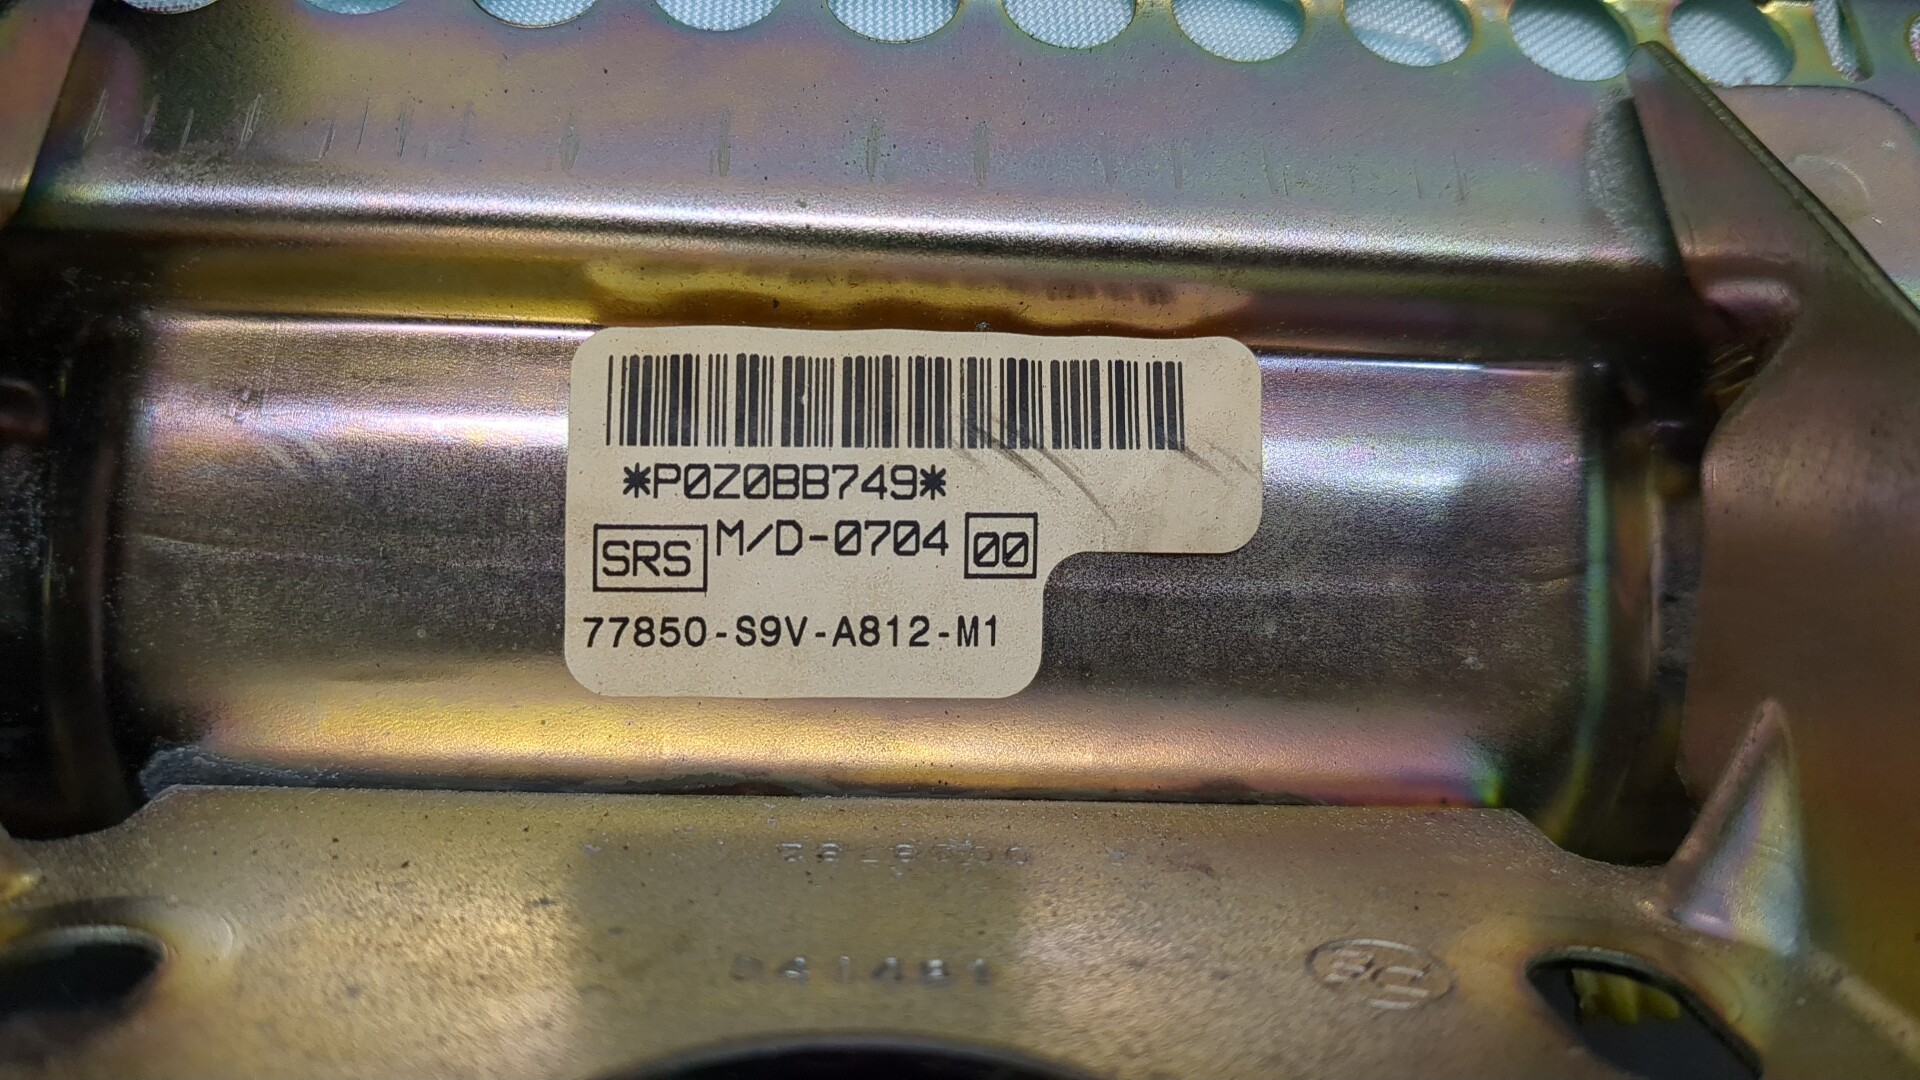 *P0Z0BB749*
SRS M/D-0704 00
77850-S9V-A812-M1